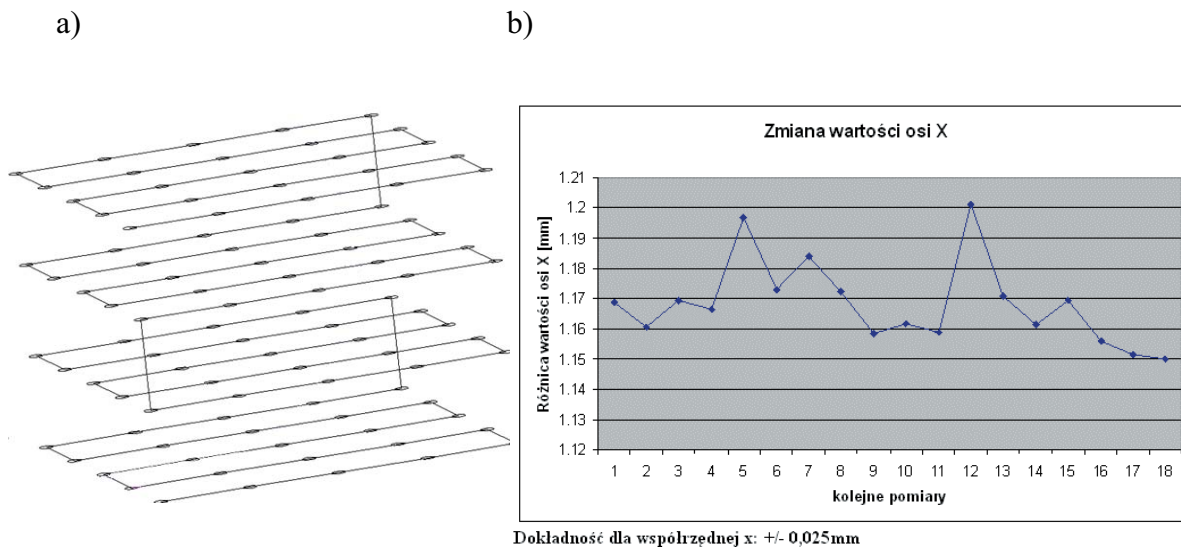 a)
b)
Zmiana wartości osi X
Różnica wartości osi X [mm]
1.21
1.2
1.19
1.18
1.17
1.16
1.15
1.14
1.13
1.12
1 2 3 4 5 6 7 8 9 10 11 12 13 14 15 16 17 18
kolejne pomiary
Dokładność dla współrzędnej x: +/- 0,025mm